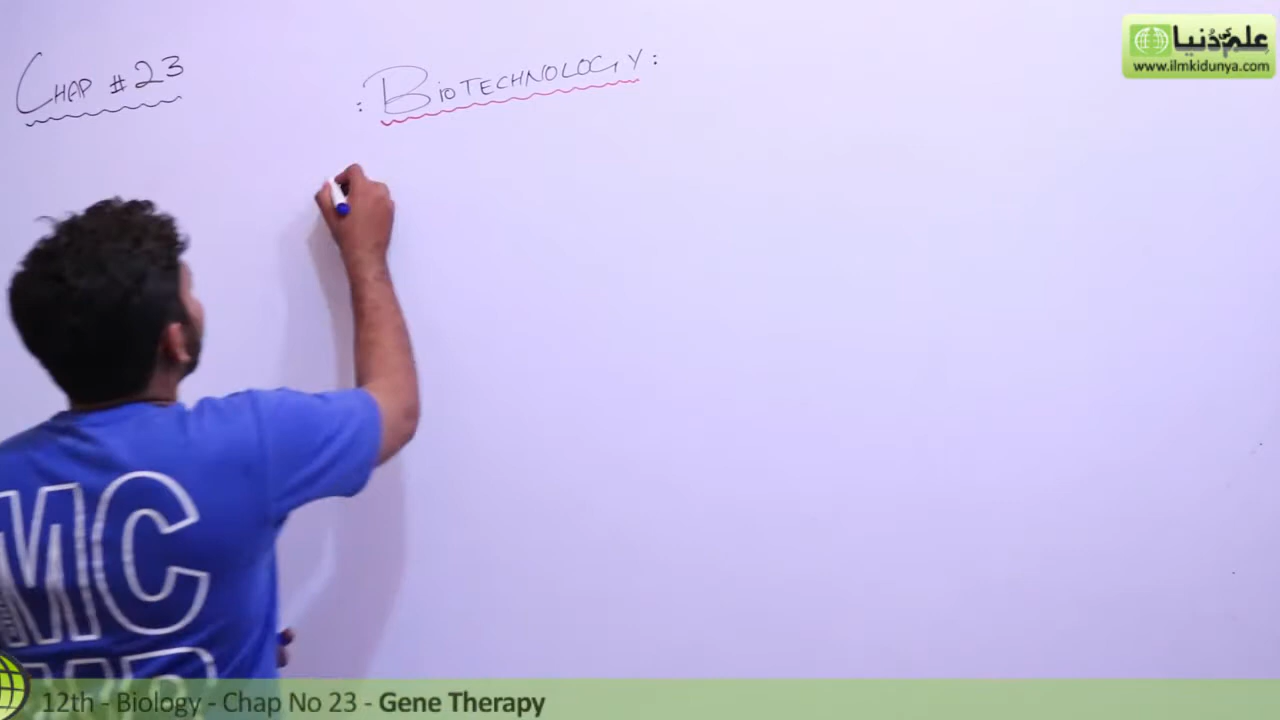 CHAP # 23
: BIOTECHNOLOGY :
علم کی دنیا
www.ilmkidunya.com
MC
12th - Biology - Chap No 23 - Gene Therapy